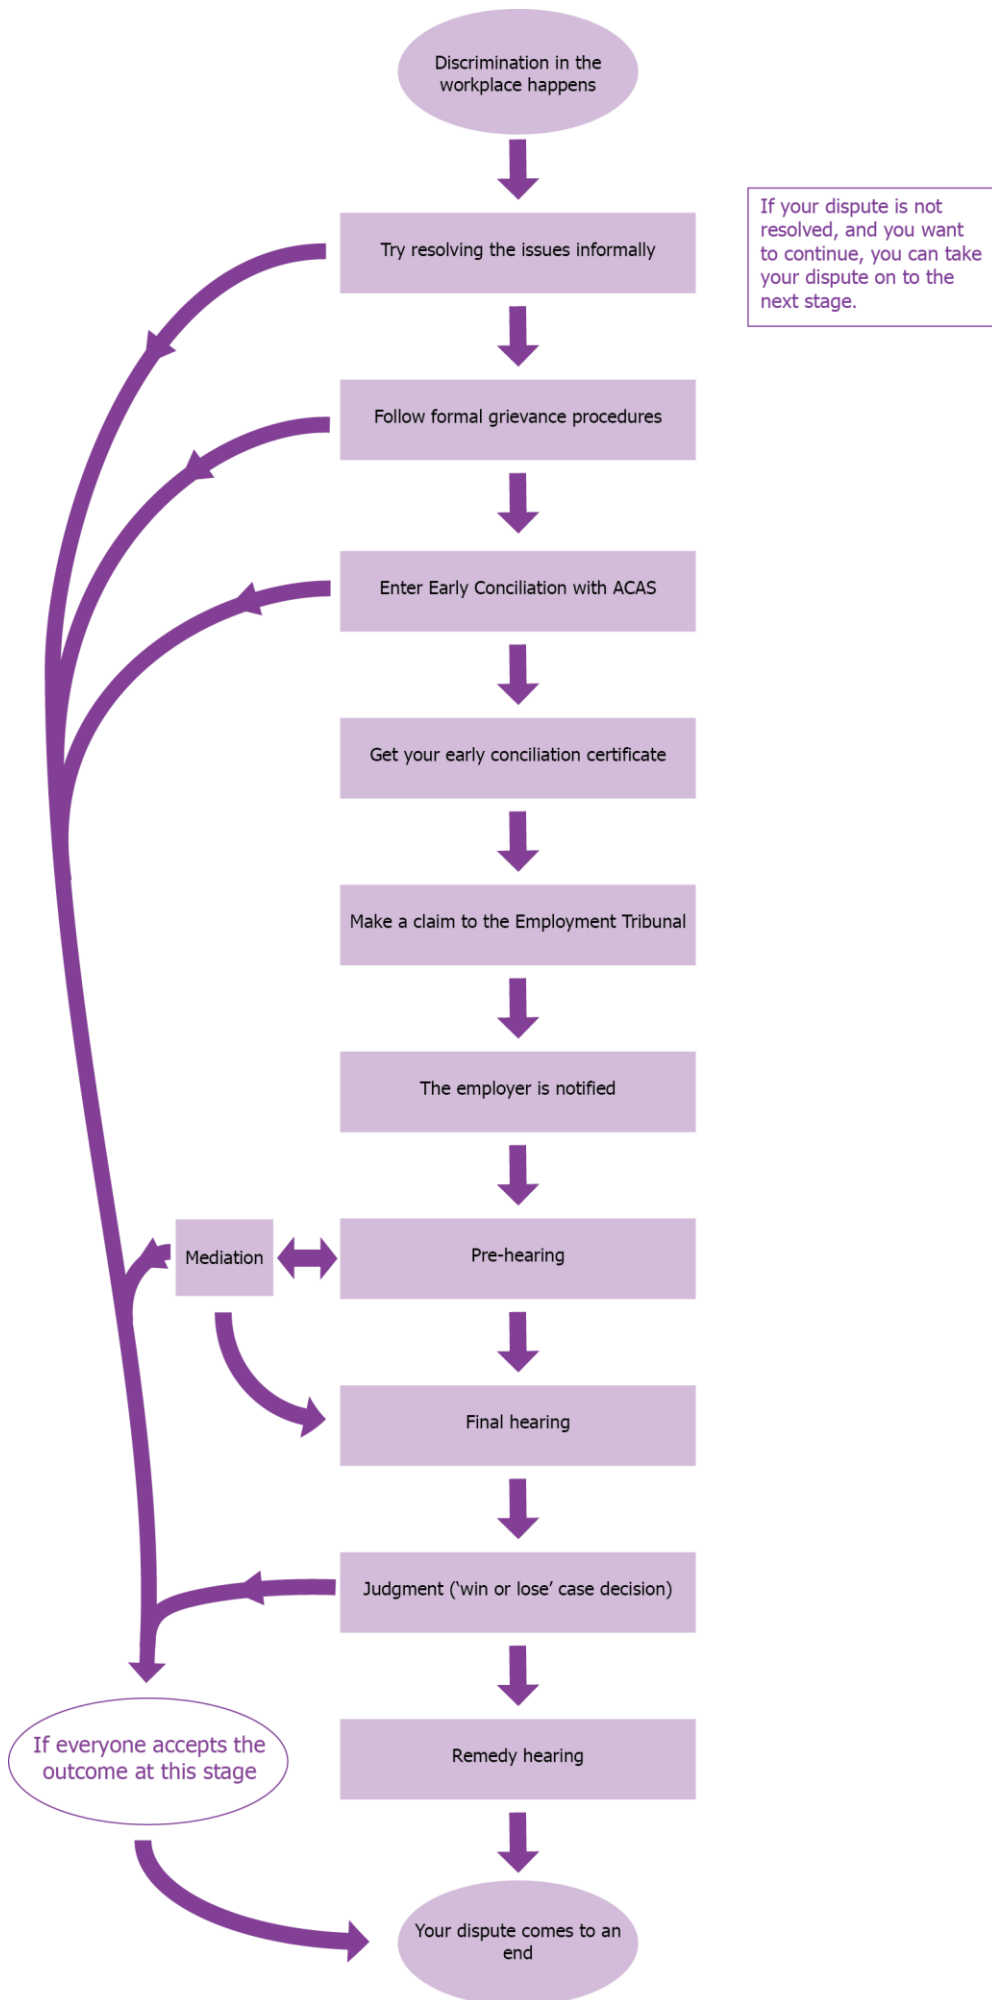 Discrimination in the
workplace happens
If your dispute is not
resolved, and you want
to continue, you can take
your dispute on to the
next stage.
Try resolving the issues informally
Follow formal grievance procedures
Enter Early Conciliation with ACAS
Get your early conciliation certificate
Make a claim to the Employment Tribunal
The employer is notified
Mediation
Pre-hearing
Final hearing
Judgment (‘win or lose’ case decision)
If everyone accepts the
outcome at this stage
Remedy hearing
Your dispute comes to an
end